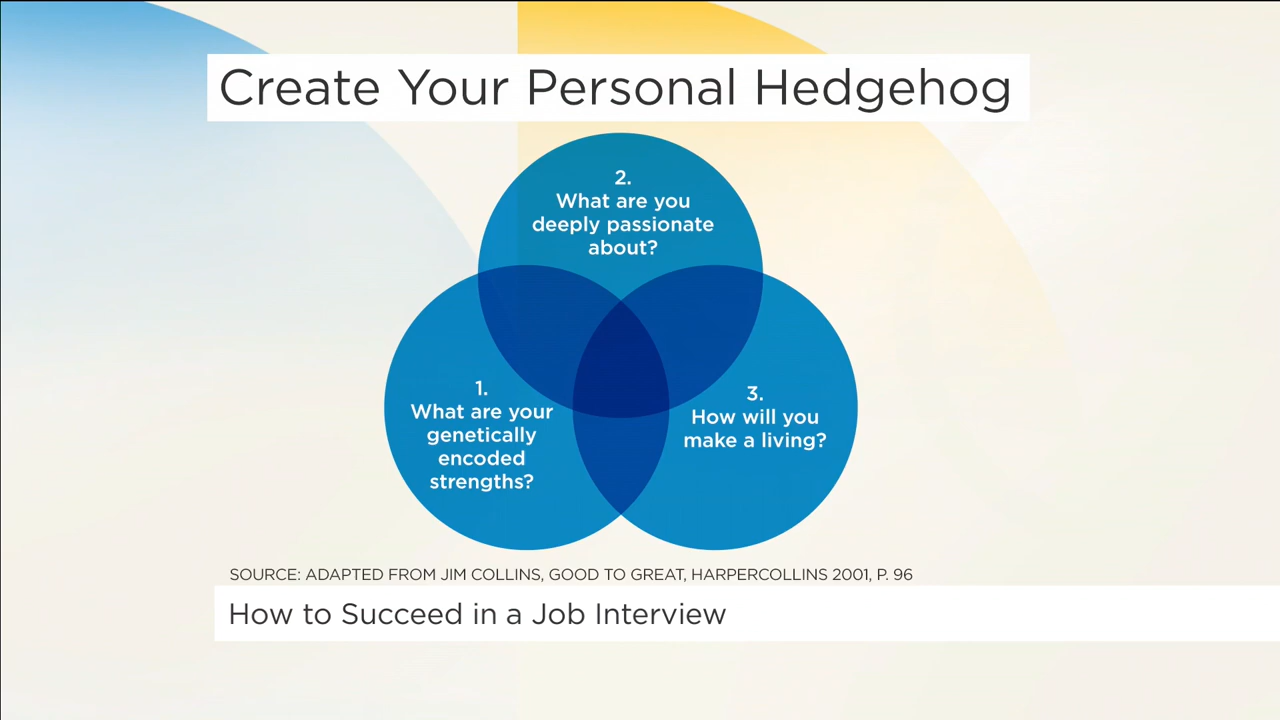 Create Your Personal Hedgehog
2.
What are you
deeply passionate
about?
1.
What are your
genetically
encoded
strengths?
3.
How will you
make a living?
SOURCE: ADAPTED FROM JIM COLLINS, GOOD TO GREAT, HARPERCOLLINS 2001, P. 96
How to Succeed in a Job Interview